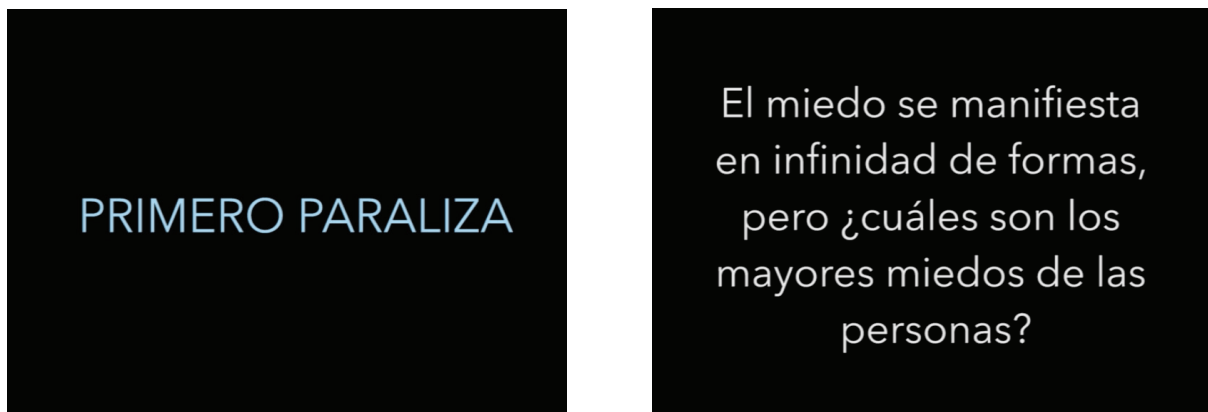 PRIMERO PARALIZA
El miedo se manifiesta
en infinidad de formas,
pero ¿cuáles son los
mayores miedos de las
personas?